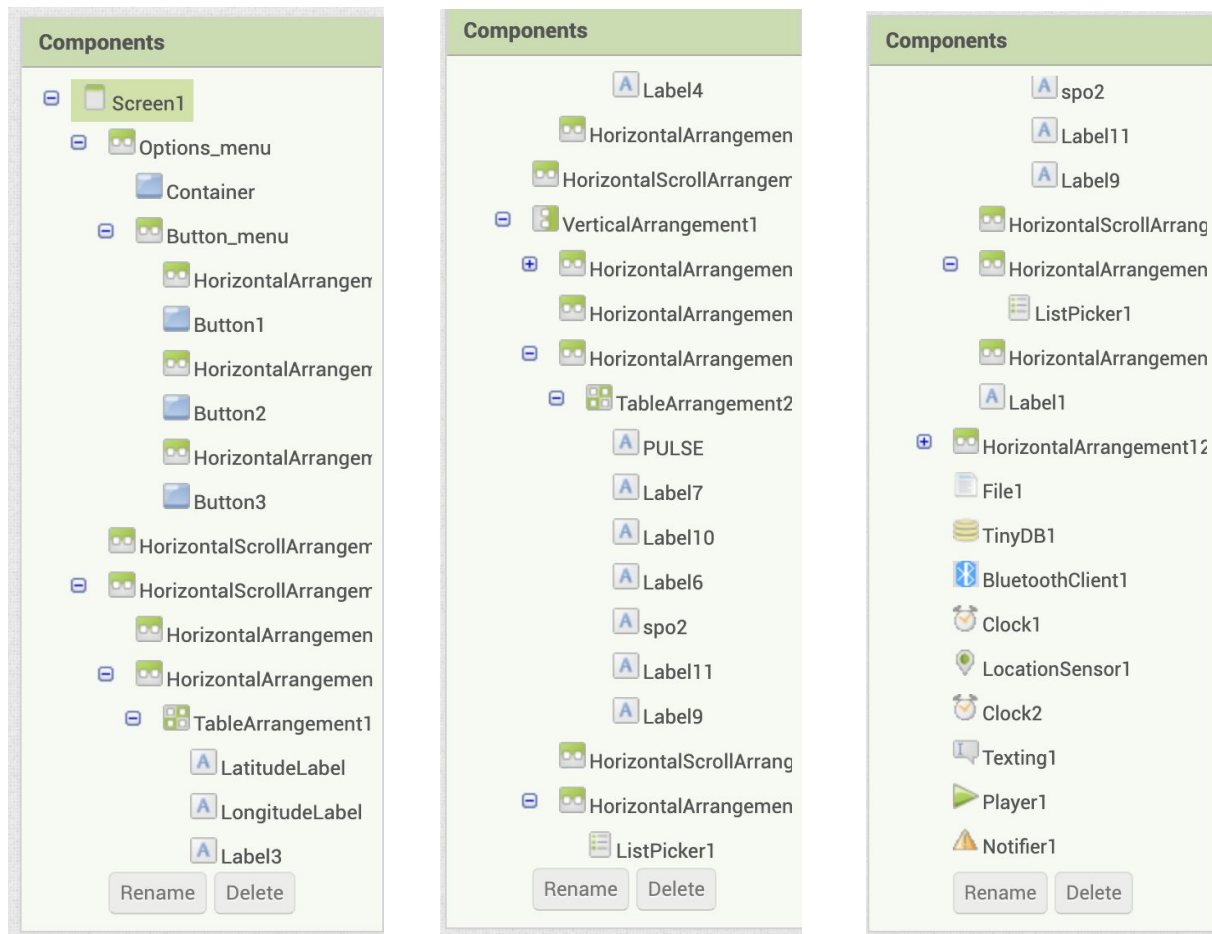 Components
Screen1
Options_menu
Container
Button_menu
HorizontalArrangem
Button1
HorizontalArrangem
Button2
HorizontalArrangem
Button3
HorizontalScrollArrangem
HorizontalScrollArrangem
HorizontalArrangemen
HorizontalArrangemen
TableArrangement1
LatitudeLabel
LongitudeLabel
Label3
Rename Delete
Components
Label4
HorizontalArrangemen
HorizontalScrollArrangem
VerticalArrangement1
HorizontalArrangemen
HorizontalArrangemen
HorizontalArrangemen
TableArrangement2
PULSE
Label7
Label10
Label6
spo2
Label11
Label9
HorizontalScrollArrang
HorizontalArrangemen
ListPicker1
Rename Delete
Components
spo2
Label11
Label9
HorizontalScrollArrang
HorizontalArrangemen
ListPicker1
HorizontalArrangemen
Label1
HorizontalArrangement12
File1
TinyDB1
BluetoothClient1
Clock1
LocationSensor1
Clock2
Texting1
Player1
Notifier1
Rename Delete